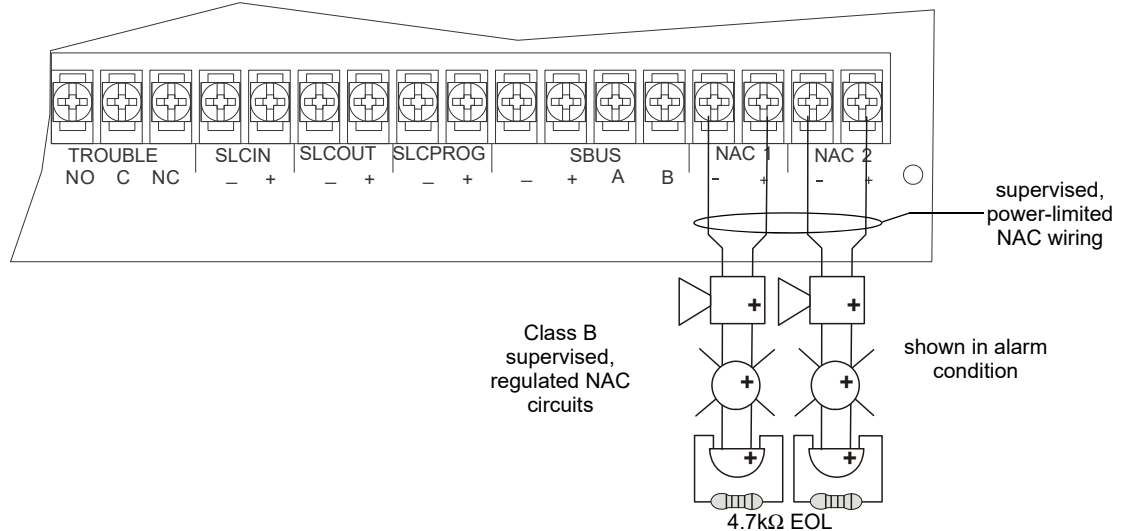 TROUBLE SLCIN SLCOUT SLCPROG SBUS NAC 1 NAC 2
NO C NC – + – + – + – + A B - + - +
supervised,
power-limited
NAC wiring
+ +
Class B
supervised,
regulated NAC
circuits
shown in alarm
condition
+ +
+ +
4.7kΩ EOL